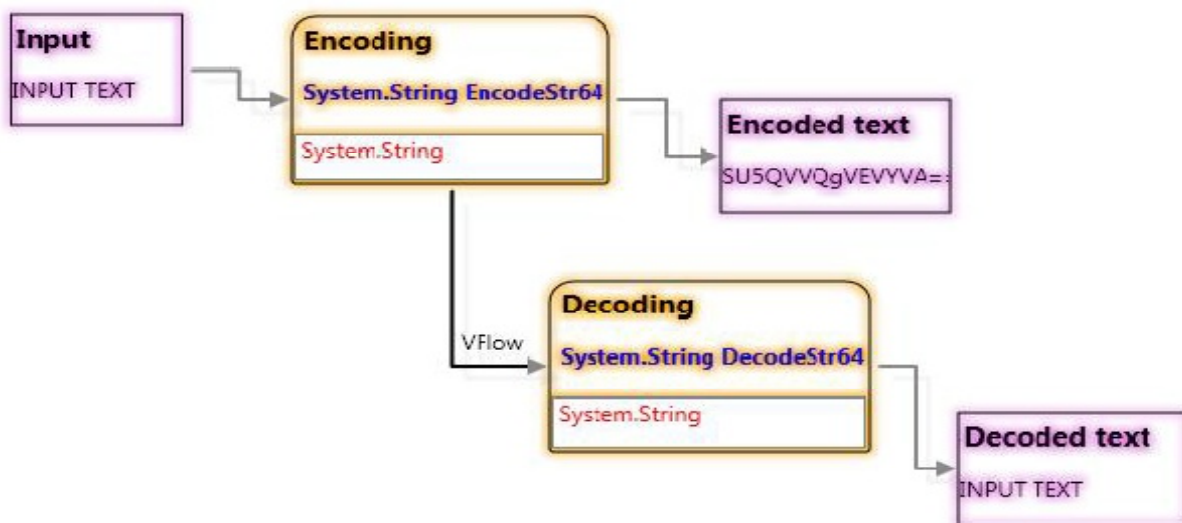 Input
INPUT TEXT
Encoding
System.String EncodeStr64
System.String
Encoded text
SU5QVVQgVEVYVA==
VFlow
Decoding
System.String DecodeStr64
System.String
Decoded text
INPUT TEXT